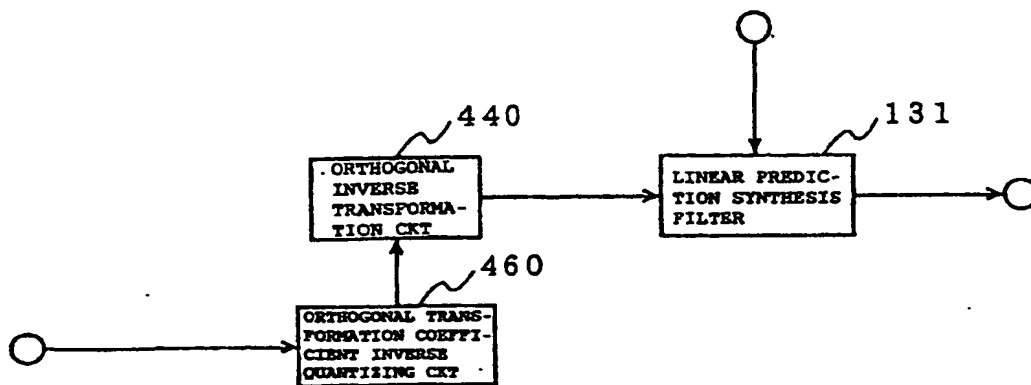 440
131
ORTHOGONAL
INVERSE
TRANSFORMA-
TION CKT
LINEAR PREDIC-
TION SYNTHESIS
FILTER
460
ORTHOGONAL TRANS-
FORMATION COEFFI-
CIENT INVERSE
QUANTIZING CKT